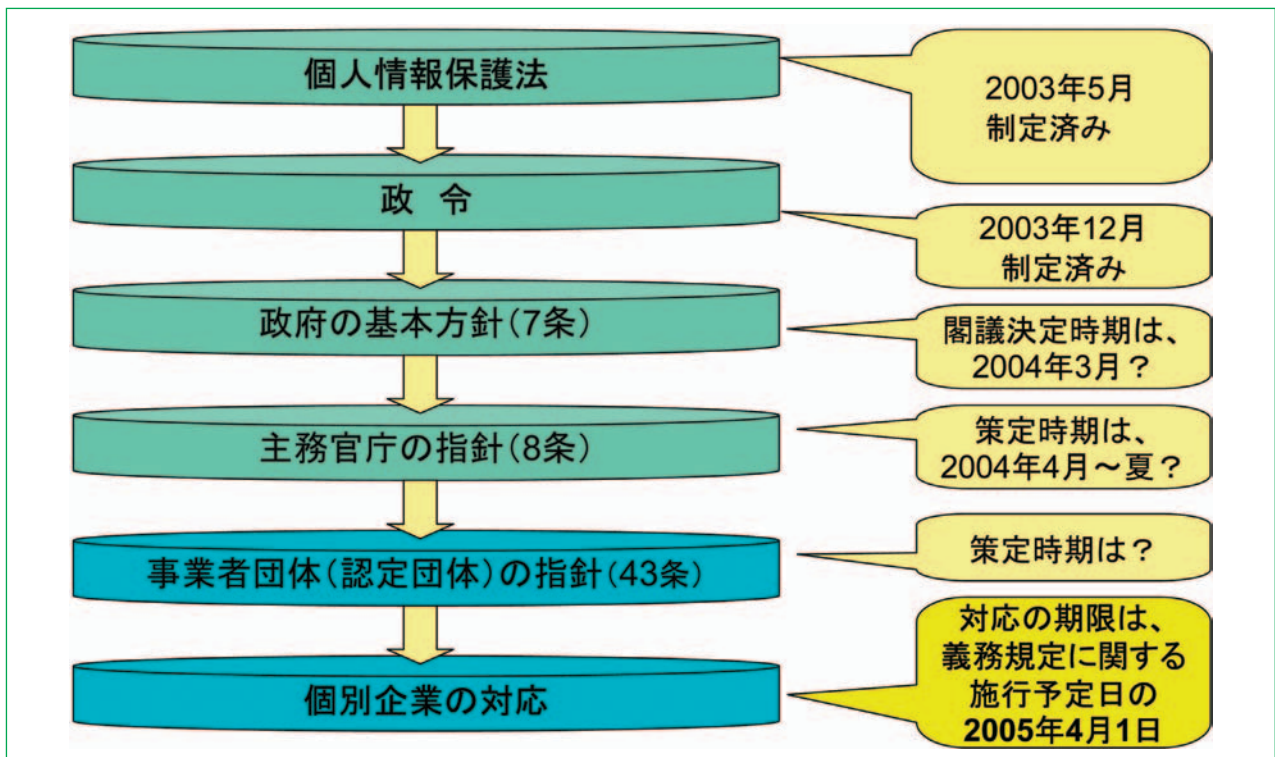 個人情報保護法
2003年5月
制定済み
政 令
2003年12月
制定済み
政府の基本方針(7条)
閣議決定時期は、
2004年3月?
主務官庁の指針(8条)
策定時期は、
2004年4月~夏?
事業者団体(認定団体)の指針(43条)
策定時期は?
個別企業の対応
対応の期限は、
義務規定に関する
施行予定日の
2005年4月1日